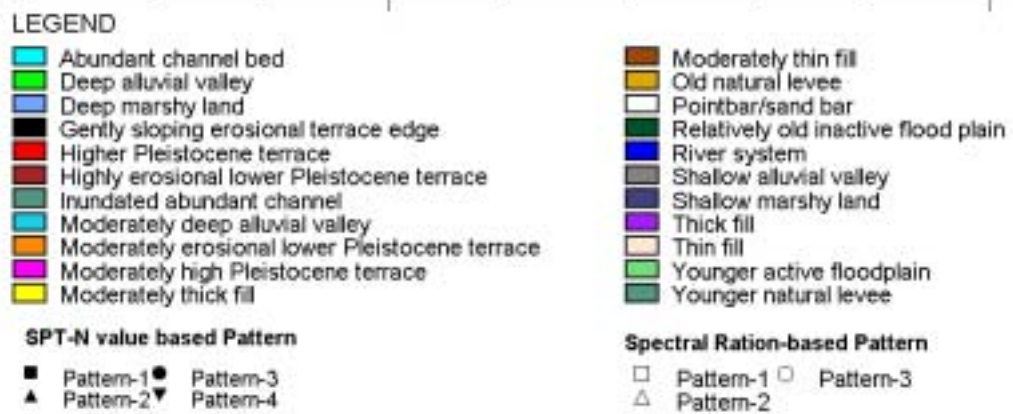 LEGEND
Abundant channel bed
Deep alluvial valley
Deep marshy land
Gently sloping erosional terrace edge
Higher Pleistocene terrace
Highly erosional lower Pleistocene terrace
Inundated abundant channel
Moderately deep alluvial valley
Moderately erosional lower Pleistocene terrace
Moderately high Pleistocene terrace
Moderately thick fill
Moderately thin fill
Old natural levee
Pointbar/sand bar
Relatively old inactive flood plain
River system
Shallow alluvial valley
Shallow marshy land
Thick fill
Thin fill
Younger active floodplain
Younger natural levee
SPT-N value based Pattern
Pattern-1 Pattern-3
Pattern-2 Pattern-4
Spectral Ration-based Pattern
Pattern-1 Pattern-3
Pattern-2